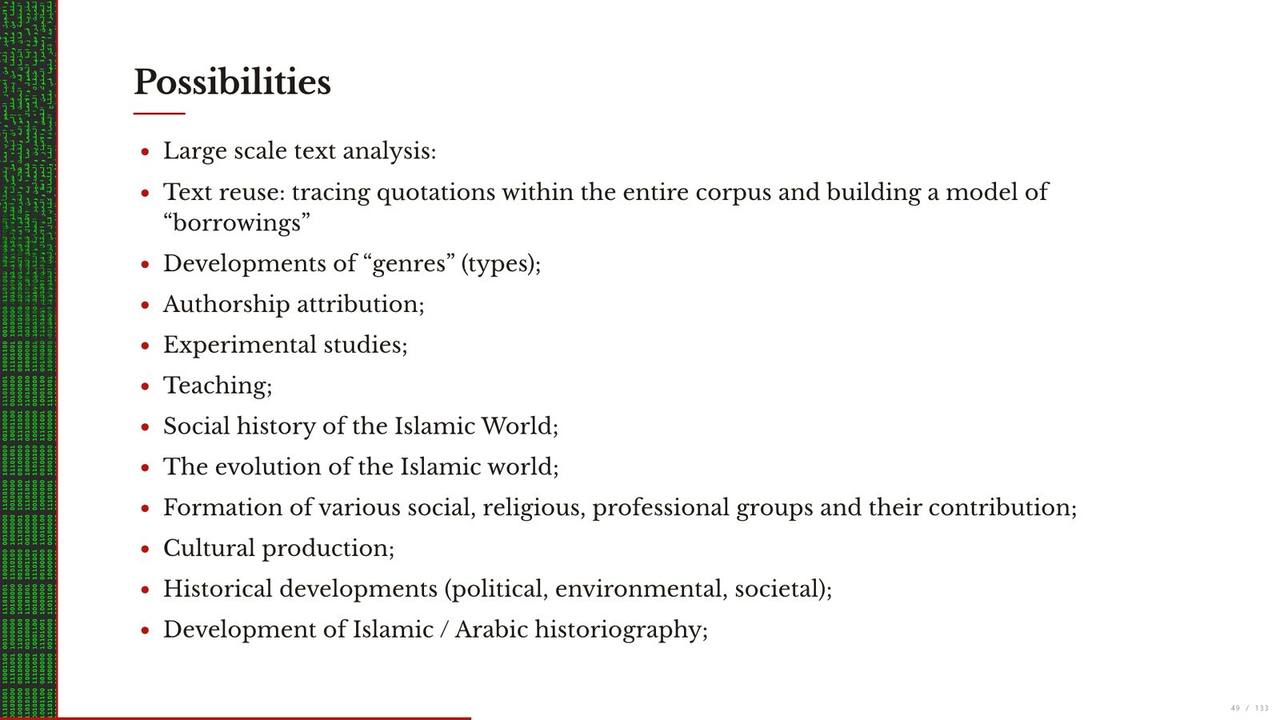 Possibilities
Large scale text analysis:
Text reuse: tracing quotations within the entire corpus and building a model of
“borrowings”
Developments of “genres” (types);
Authorship attribution;
Experimental studies;
Teaching;
Social history of the Islamic World;
The evolution of the Islamic world;
Formation of various social, religious, professional groups and their contribution;
Cultural production;
Historical developments (political, environmental, societal);
Development of Islamic / Arabic historiography;
49 / 133